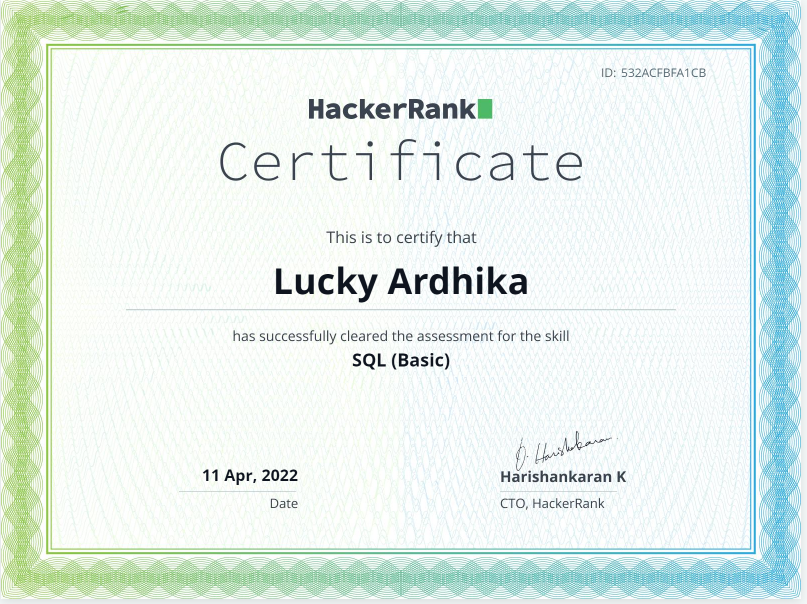 ID: 532ACFBFA1CB
HackerRank
Certificate
This is to certify that
Lucky Ardhika
has successfully cleared the assessment for the skill
SQL (Basic)
11 Apr, 2022
Date
D. Harishankaran
Harishankaran K
CTO, HackerRank